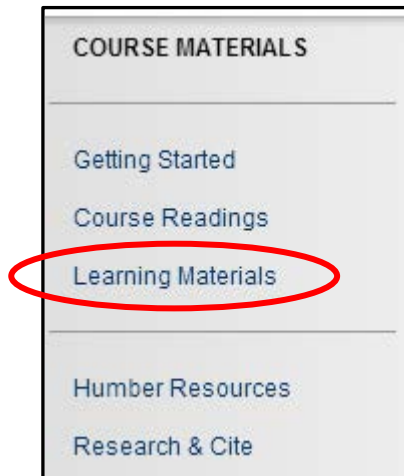 COURSE MATERIALS
Getting Started
Course Readings
Learning Materials
Humber Resources
Research & Cite